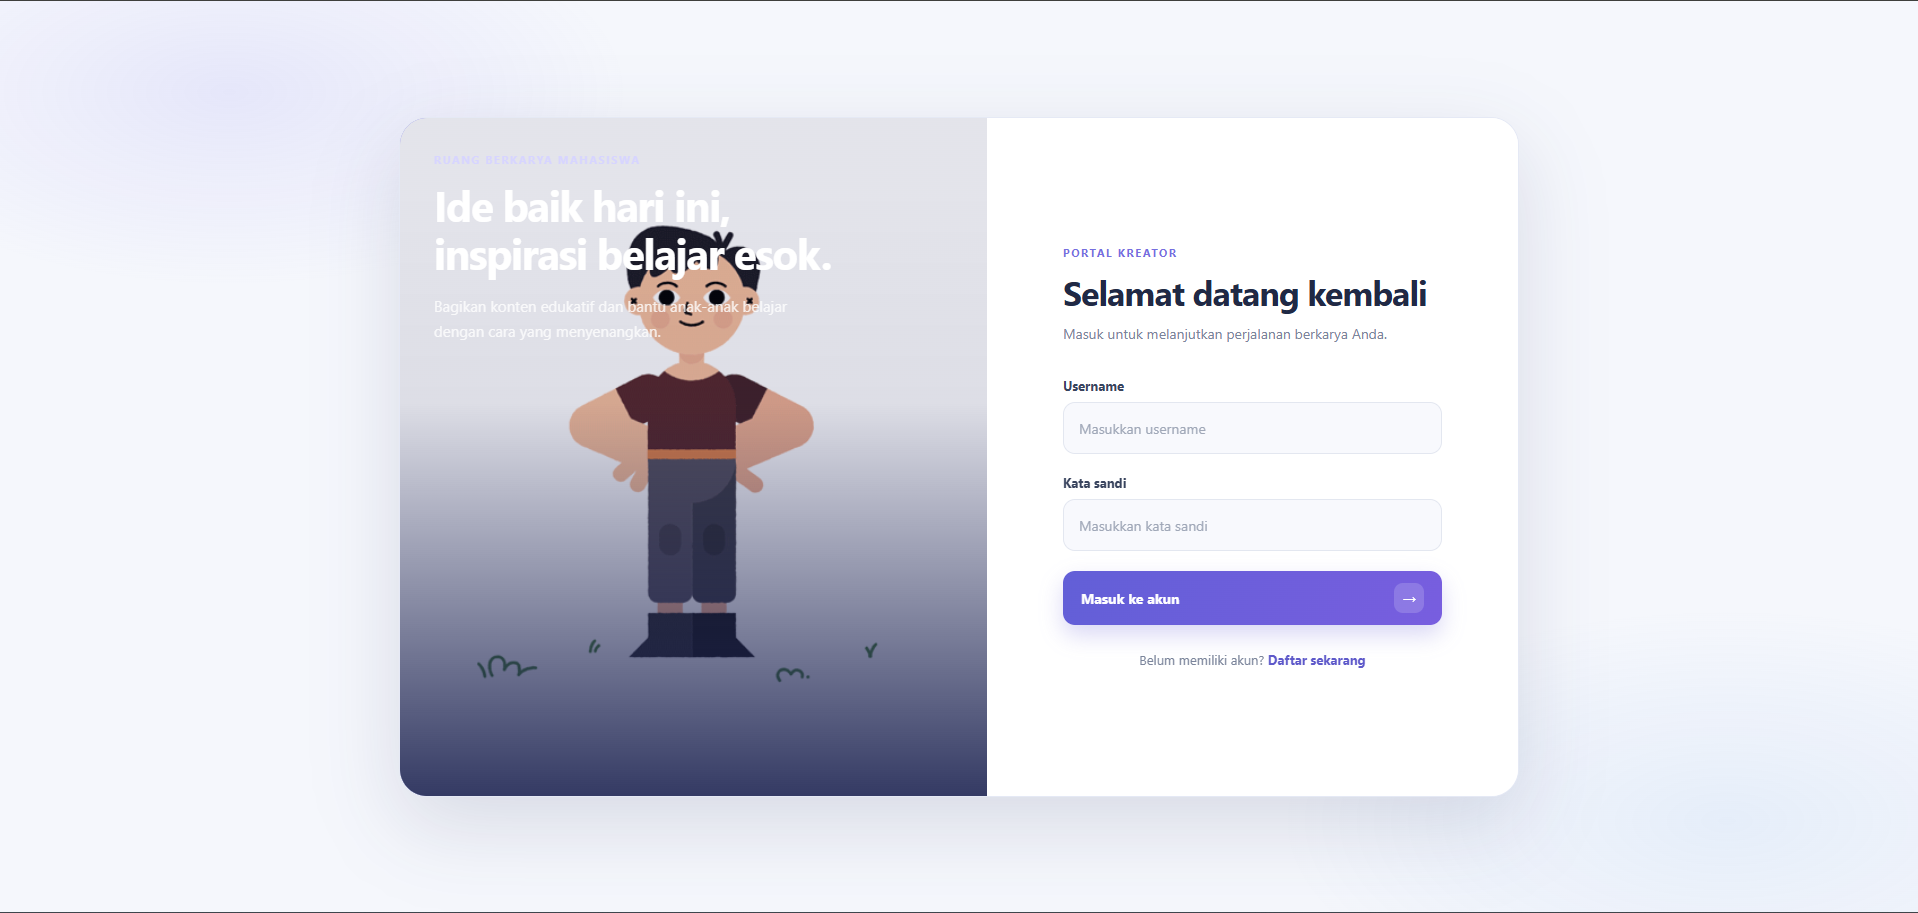 RUANG BERKARYA MAHASISWA
Ide baik hari ini,
inspirasi belajar esok.
Bagikan konten edukatif dan bantu anak-anak belajar
dengan cara yang menyenangkan.
PORTAL KREATOR
Selamat datang kembali
Masuk untuk melanjutkan perjalanan berkarya Anda.
Username
Masukkan username
Kata sandi
Masukkan kata sandi
Masuk ke akun →
Belum memiliki akun? Daftar sekarang